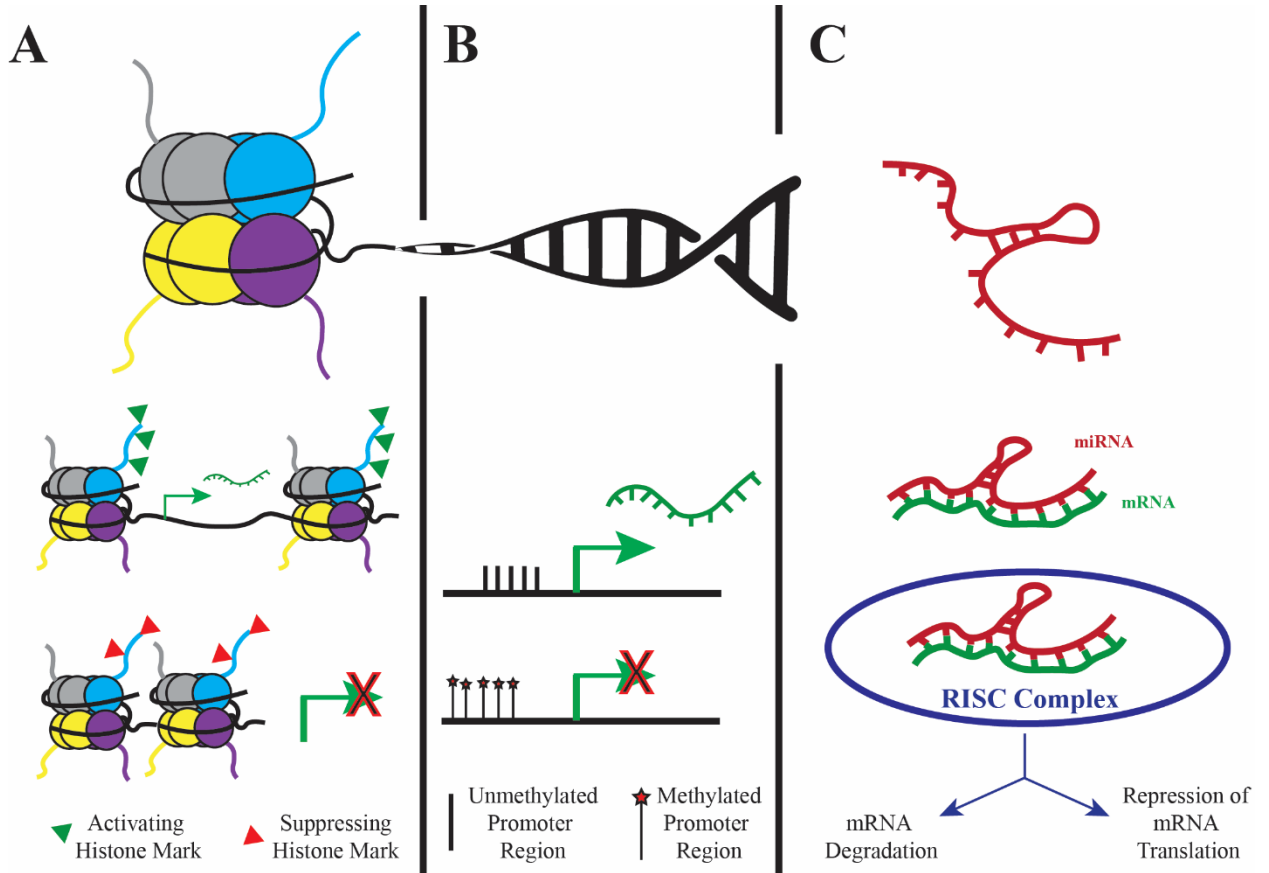 A
B
C
miRNA
mRNA
RISC Complex
Activating
Histone Mark
Suppressing
Histone Mark
Unmethylated
Promoter
Region
Methylated
Promoter
Region
mRNA
Degradation
Repression of
mRNA
Translation